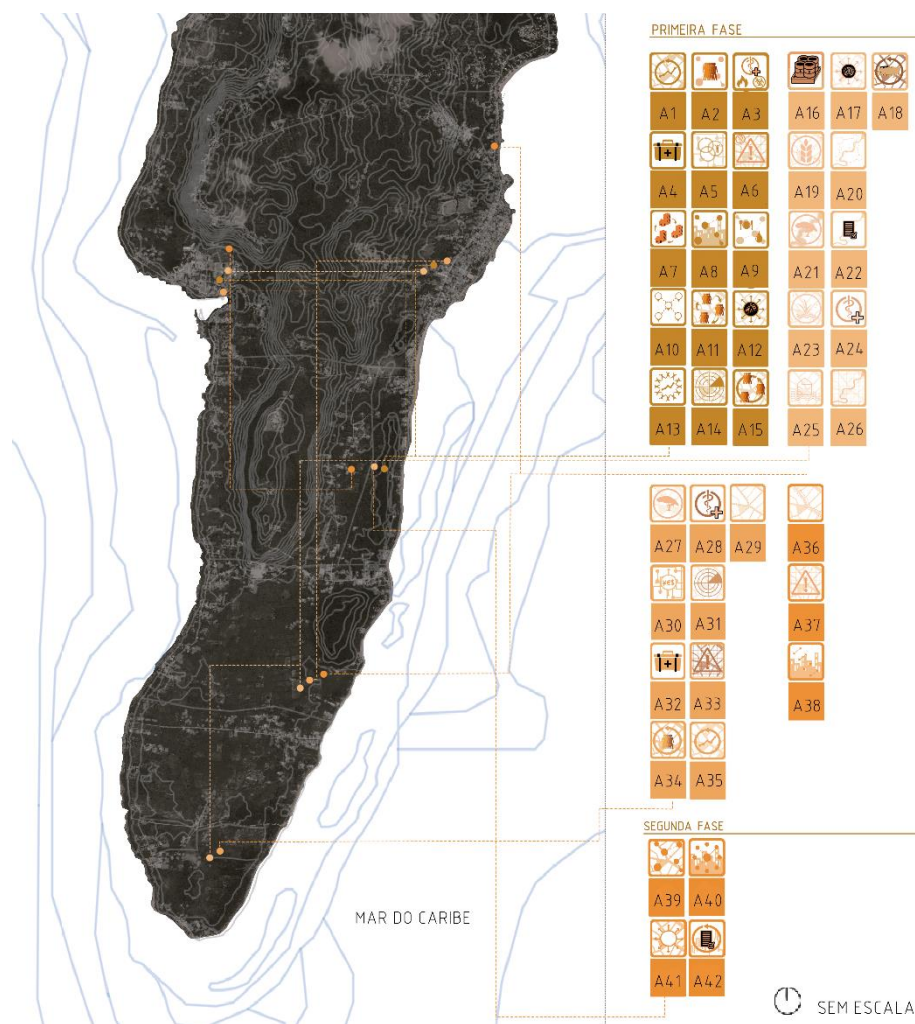 PRIMEIRA FASE
A1 A2 A3 A16 A17 A18
A4 A5 A6 A19 A20
A7 A8 A9 A21 A22
A10 A11 A12 A23 A24
A13 A14 A15 A25 A26
A27 A28 A29 A36
A30 A31 A37
A32 A33 A38
A34 A35
SEGUNDA FASE
A39 A40
A41 A42
MAR DO CARIBE
SEM ESCALA